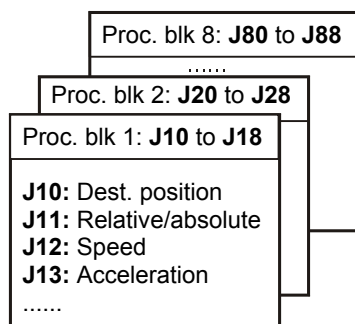 Proc. blk 8: J80 to J88
......
Proc. blk 2: J20 to J28
Proc. blk 1: J10 to J18
J10: Dest. position
J11: Relative/absolute
J12: Speed
J13: Acceleration
......